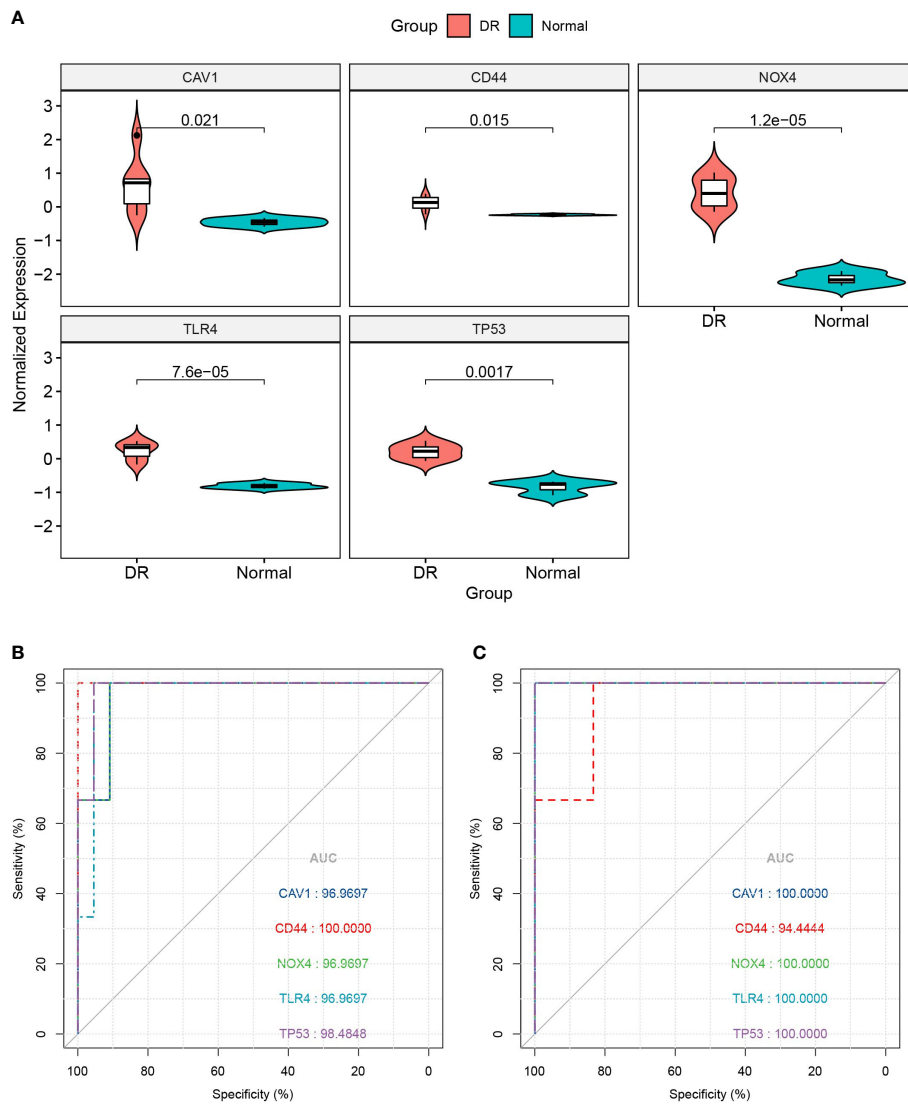 A
Group DR Normal
CAV1 CD44 NOX4
Normalized Expression
3
2
1
0
−1
−2
0.021 0.015 1.2e−05
DR Normal
TLR4 TP53
3
2
1
0
−1
−2
7.6e−05 0.0017
DR Normal DR Normal
Group
B
Sensitivity (%)
100
80
60
40
20
0
AUC
CAV1 : 96.9697
CD44 : 100.0000
NOX4 : 96.9697
TLR4 : 96.9697
TP53 : 98.4848
100 80 60 40 20 0
Specificity (%)
C
Sensitivity (%)
100
80
60
40
20
0
AUC
CAV1 : 100.0000
CD44 : 94.4444
NOX4 : 100.0000
TLR4 : 100.0000
TP53 : 100.0000
100 80 60 40 20 0
Specificity (%)